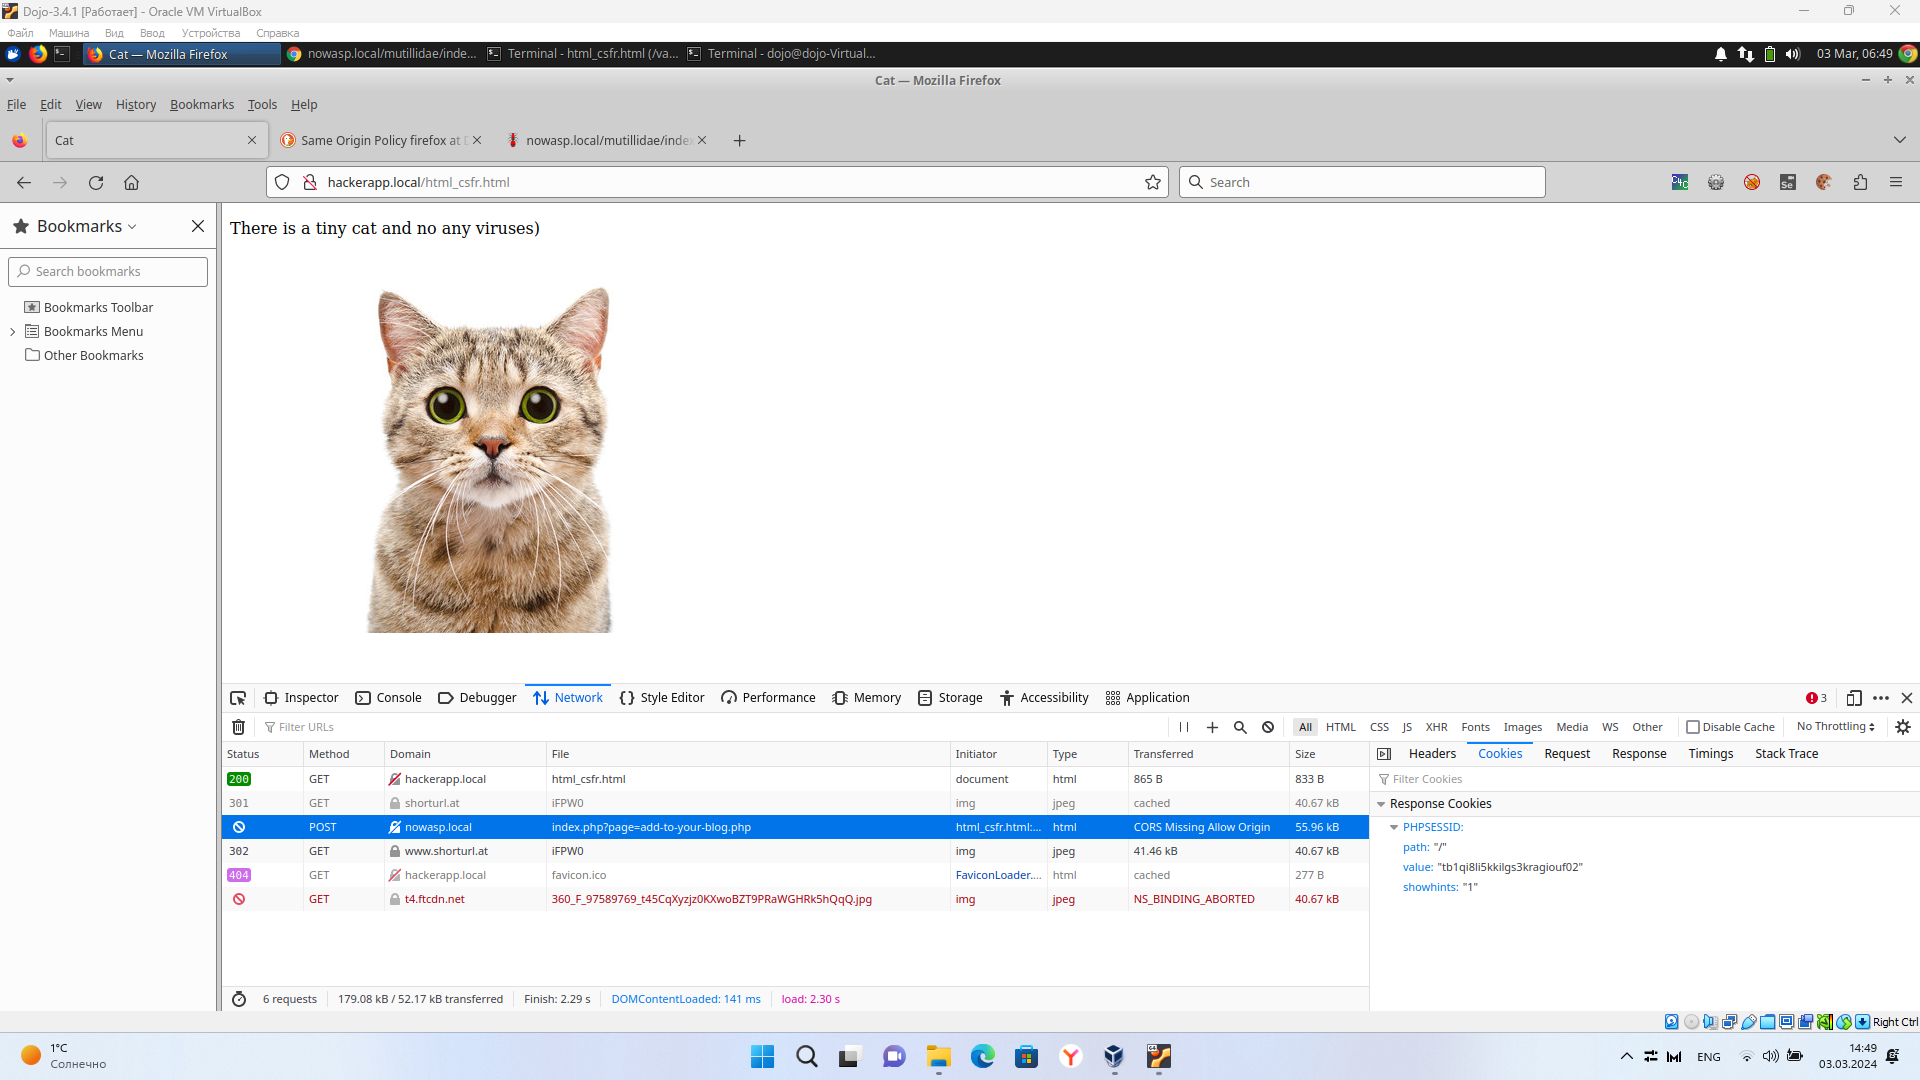 Dojo-3.4.1 [Работает] - Oracle VM VirtualBox
Файл Машина Вид Ввод Устройства Справка
Cat — Mozilla Firefox nowasp.local/mutillidae/inde... Terminal - html_csfr.html (/va... Terminal - dojo@dojo-Virtual... 03 Mar, 06:49
Cat — Mozilla Firefox
File Edit View History Bookmarks Tools Help
Cat Same Origin Policy firefox at D nowasp.local/mutillidae/inde
hackerapp.local/html_csfr.html Search
Bookmarks
Search bookmarks
Bookmarks Toolbar
Bookmarks Menu
Other Bookmarks
There is a tiny cat and no any viruses)
Inspector Console Debugger Network Style Editor Performance Memory Storage Accessibility Application 3
Filter URLs All HTML CSS JS XHR Fonts Images Media WS Other Disable Cache No Throttling
Status Method Domain File Initiator Type Transferred Size
200 GET hackerapp.local html_csfr.html document html 865 B 833 B
301 GET shorturl.at iFPW0 img jpeg cached 40.67 kB
POST nowasp.local index.php?page=add-to-your-blog.php html_csfr.html:... html CORS Missing Allow Origin 55.96 kB
302 GET www.shorturl.at iFPW0 img jpeg 41.46 kB 40.67 kB
404 GET hackerapp.local favicon.ico FaviconLoader.... html cached 277 B
GET t4.ftcdn.net 360_F_97589769_t45CqXyzjz0KXwoBZT9PRaWGHRk5hQqQ.jpg img jpeg NS_BINDING_ABORTED 40.67 kB
6 requests 179.08 kB / 52.17 kB transferred Finish: 2.29 s DOMContentLoaded: 141 ms load: 2.30 s
Headers Cookies Request Response Timings Stack Trace
Filter Cookies
Response Cookies
PHPSESSID:
path: "/"
value: "tb1qi8li5kkilgs3kragiouf02"
showhints: "1"
Right Ctrl
1°C
Солнечно
ENG
14:49
03.03.2024